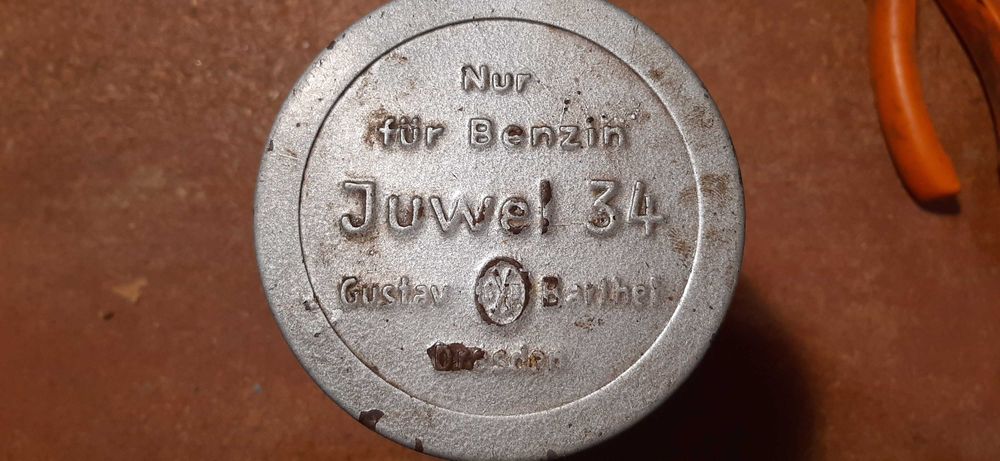 Nur
für Benzin
Juwel 34
Gustav Barthel
Dresden